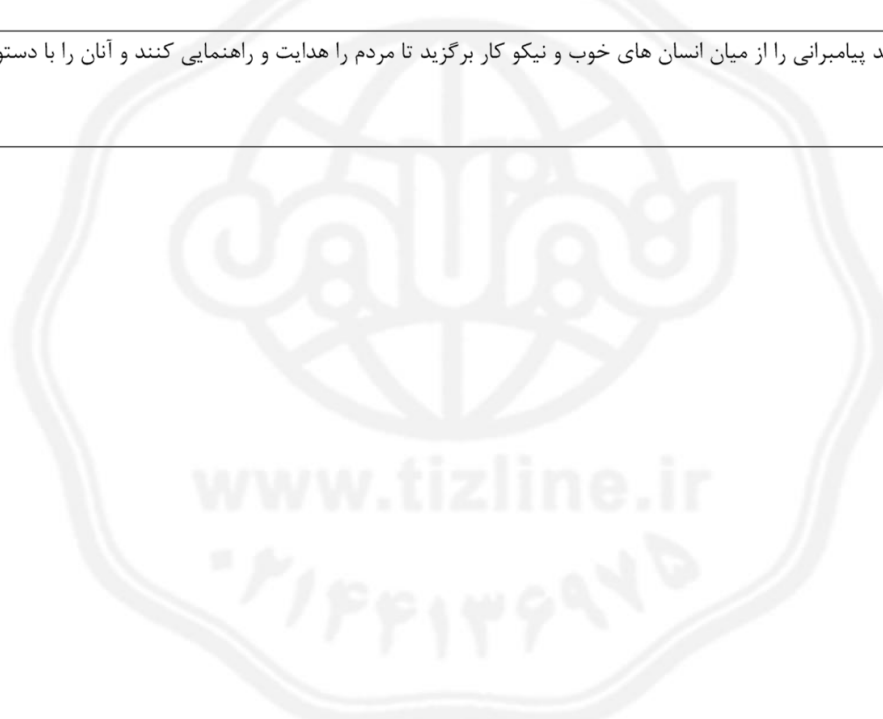 پیامبرانی را از میان انسان های خوب و نیکو کار برگزید تا مردم را هدایت و راهنمایی کنند و آنان را با
www.tizline.ir
۰۲۱۴۴۱۳۶۹۷۵